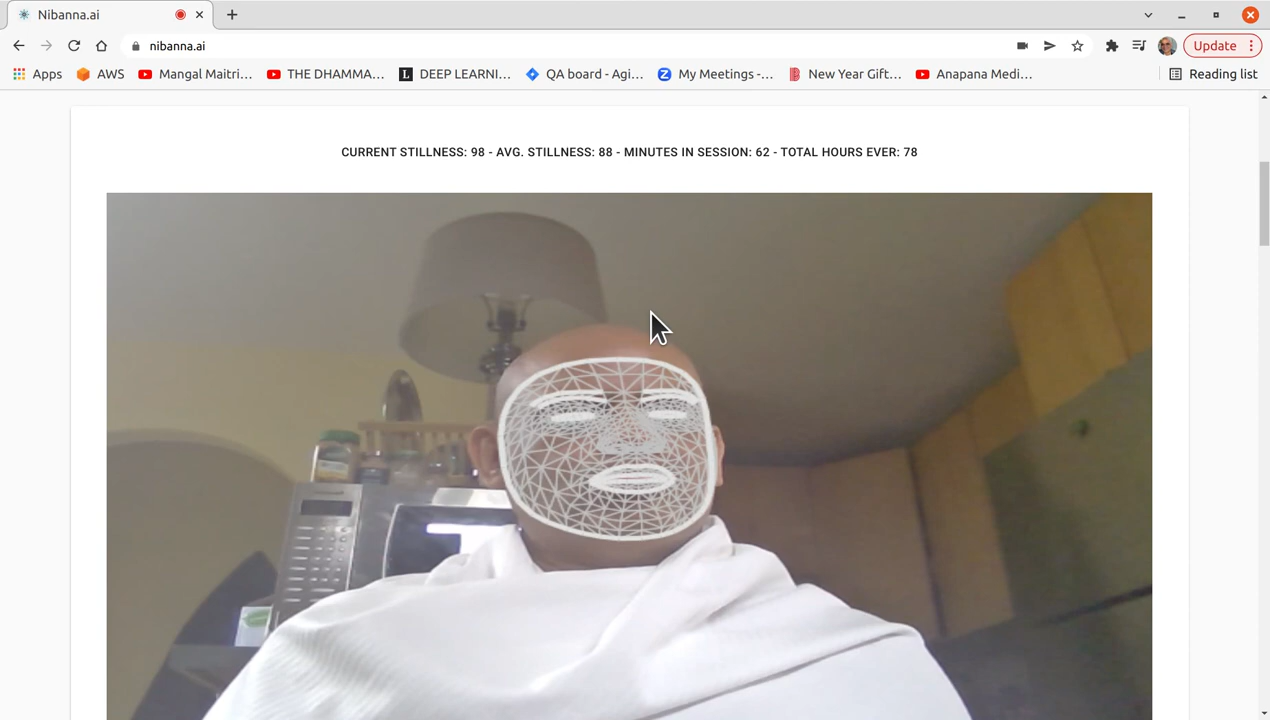 Nibanna.ai
nibanna.ai
Update
Apps AWS Mangal Maitri... THE DHAMMA... DEEP LEARNI... QA board - Agi... My Meetings -... New Year Gift... Anapana Medi... Reading list
CURRENT STILLNESS: 98 - AVG. STILLNESS: 88 - MINUTES IN SESSION: 62 - TOTAL HOURS EVER: 78